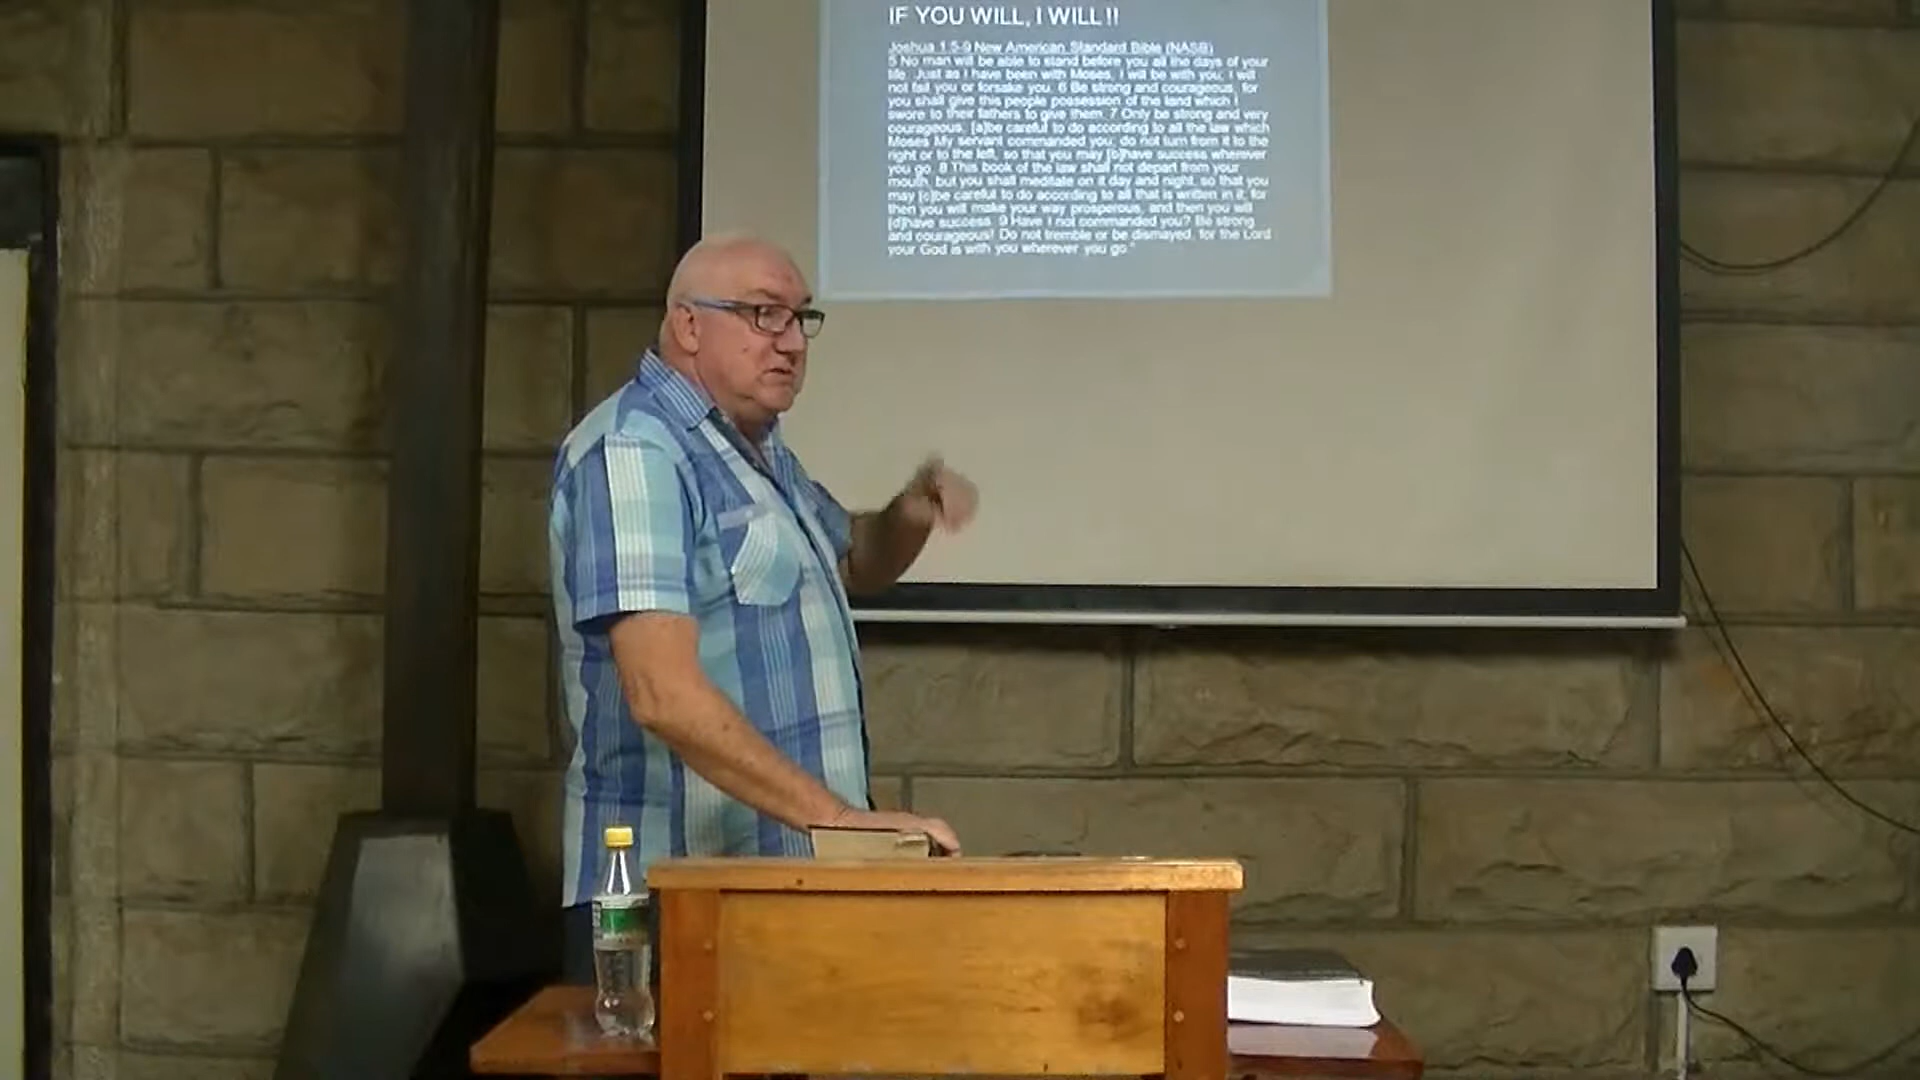 IF YOU WILL, I WILL !!
Joshua 1:5-9 New American Standard Bible (NASB)
5 No man will be able to stand before you all the days of your
life. Just as I have been with Moses, I will be with you; I will
not fail you or forsake you. 6 Be strong and courageous, for
you shall give this people possession of the land which I
swore to their fathers to give them. 7 Only be strong and very
courageous; [a]be careful to do according to all the law which
Moses My servant commanded you; do not turn from it to the
right or to the left, so that you may [b]have success wherever
you go. 8 This book of the law shall not depart from your
mouth, but you shall meditate on it day and night, so that you
may [c]be careful to do according to all that is written in it; for
then you will make your way prosperous, and then you will
[d]have success. 9 Have I not commanded you? Be strong
and courageous! Do not tremble or be dismayed, for the Lord
your God is with you wherever you go."